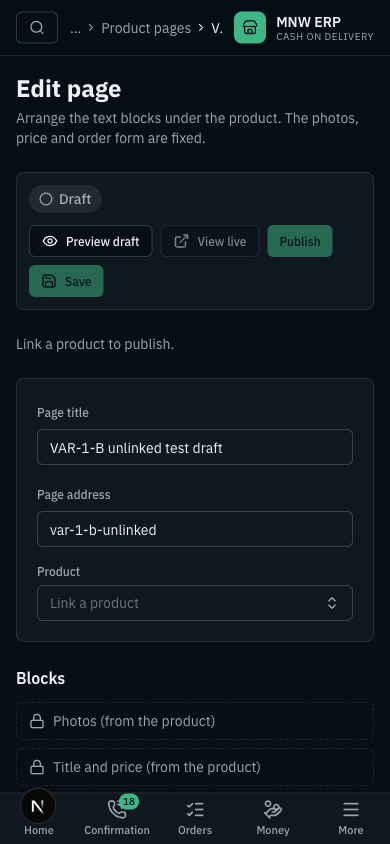 ... > Product pages > V.
MNW ERP
CASH ON DELIVERY
Edit page
Arrange the text blocks under the product. The photos,
price and order form are fixed.
Draft
Preview draft
View live
Publish
Save
Link a product to publish.
Page title
VAR-1-B unlinked test draft
Page address
var-1-b-unlinked
Product
Link a product
Blocks
Photos (from the product)
Title and price (from the product)
N
18
Home
Confirmation
Orders
Money
More